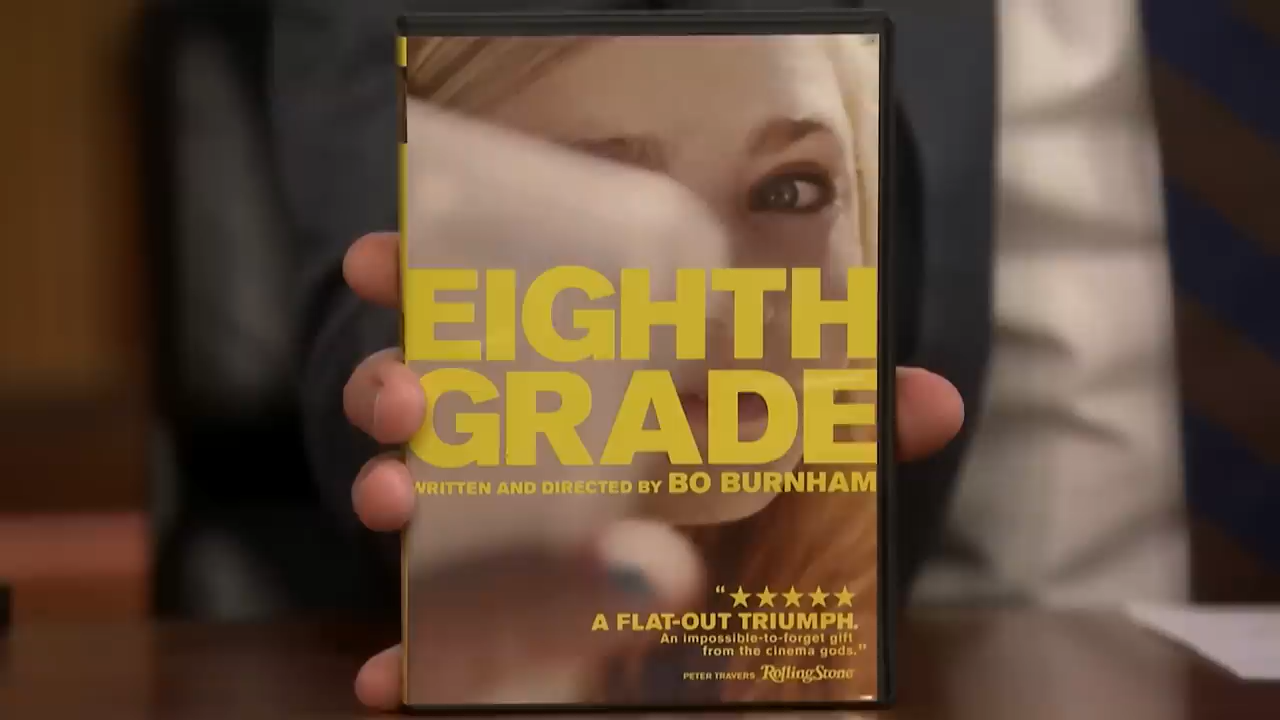 EIGHTH
GRADE
WRITTEN AND DIRECTED BY BO BURNHAM
“★★★★★
A FLAT-OUT TRIUMPH.
An impossible-to-forget gift
from the cinema gods.”
PETER TRAVERS RollingStone